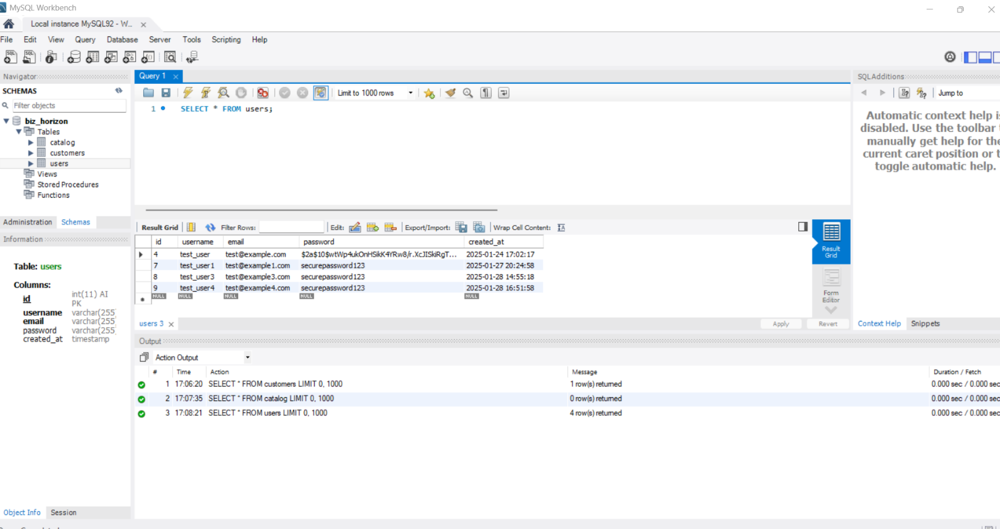 MySQL Workbench
Local instance MySQL92 - W...
File Edit View Query Database Server Tools Scripting Help
Navigator
SCHEMAS
Filter objects
biz_horizon
Tables
catalog
customers
users
Views
Stored Procedures
Functions
Administration Schemas
Information
Table: users
Columns:
id int(11) AI
PK
username varchar(255)
email varchar(255)
password varchar(255)
created_at timestamp
Object Info Session
Query 1
Limit to 1000 rows
1 SELECT * FROM users;
Result Grid Filter Rows: Edit: Export/Import: Wrap Cell Content:
id username email password created_at
4 test_user test@example.com $2a$10$wtWp4ukOnHSikK4YRw8/r.XcJISkiRgT... 2025-01-24 17:02:17
7 test_user1 test@example1.com securepassword123 2025-01-27 20:24:58
8 test_user3 test@example3.com securepassword123 2025-01-28 14:55:18
9 test_user4 test@example4.com securepassword123 2025-01-28 16:51:58
NULL NULL NULL NULL NULL
Result
Grid
Form
Editor
users 3
Apply Revert
SQLAdditions
Jump to
Automatic context help is
disabled. Use the toolbar
manually get help for the
current caret position or
toggle automatic help.
Context Help Snippets
Output
Action Output
# Time Action Message Duration / Fetch
1 17:06:20 SELECT * FROM customers LIMIT 0, 1000 1 row(s) returned 0.000 sec / 0.000 sec
2 17:07:35 SELECT * FROM catalog LIMIT 0, 1000 0 row(s) returned 0.000 sec / 0.000 sec
3 17:08:21 SELECT * FROM users LIMIT 0, 1000 4 row(s) returned 0.000 sec / 0.000 sec